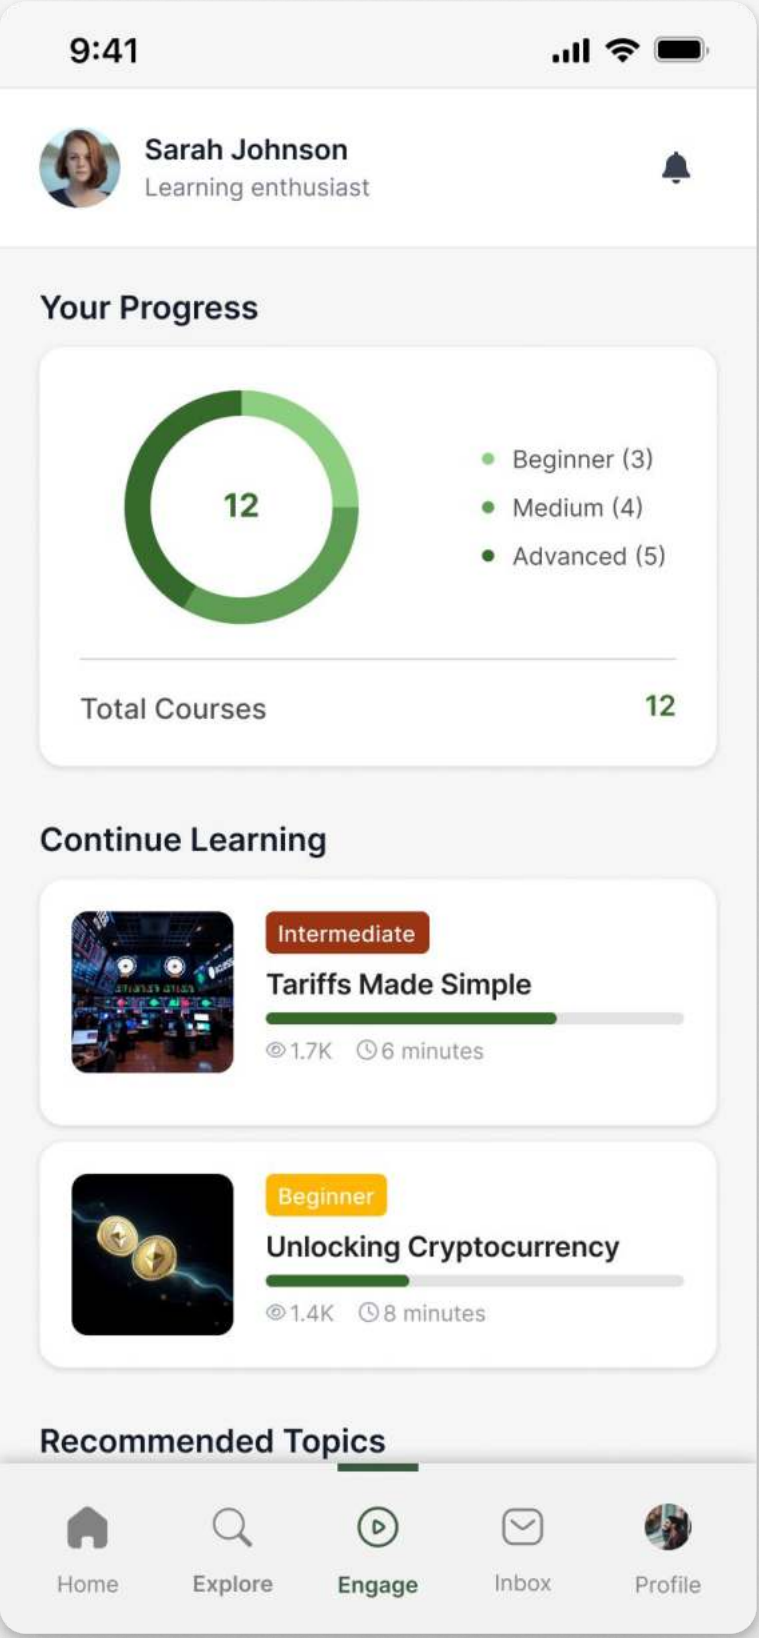 9:41
Sarah Johnson
Learning enthusiast
Your Progress
12
Beginner (3)
Medium (4)
Advanced (5)
Total Courses 12
Continue Learning
Intermediate
Tariffs Made Simple
1.7K 6 minutes
Beginner
Unlocking Cryptocurrency
1.4K 8 minutes
Recommended Topics
Home Explore Engage Inbox Profile